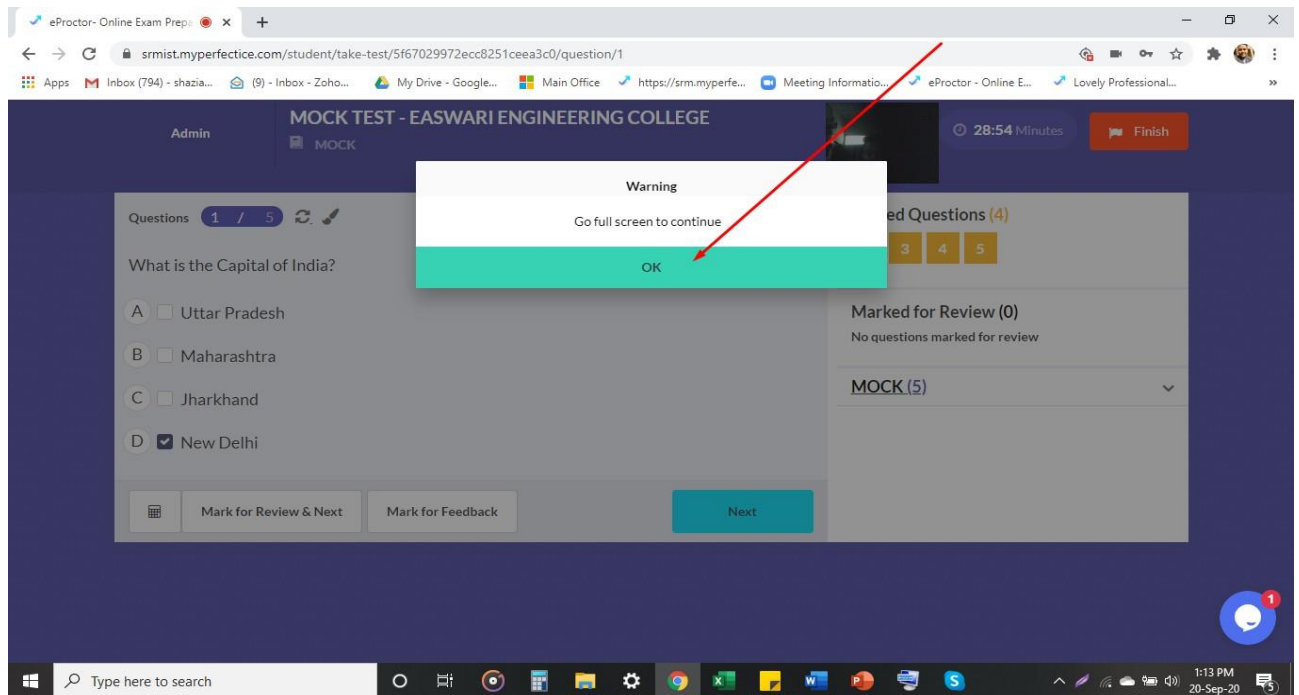 eProctor- Online Exam Prep
srmist.myperfectice.com/student/take-test/5f67029972ecc8251ceea3c0/question/1
Apps
Inbox (794) - shazia...
(9) - Inbox - Zoho...
My Drive - Google...
Main Office
https://srm.myperfe...
Meeting Informatio...
eProctor - Online E...
Lovely Professional...
»
Admin
MOCK TEST - EASWARI ENGINEERING COLLEGE
MOCK
28:54 Minutes
Finish
Warning
Go full screen to continue
OK
Questions 1 / 5
What is the Capital of India?
A Uttar Pradesh
B Maharashtra
C Jharkhand
D New Delhi
Mark for Review & Next
Mark for Feedback
Next
Questions (4)
3 4 5
Marked for Review (0)
No questions marked for review
MOCK (5)
1
Type here to search
1:13 PM
20-Sep-20
5